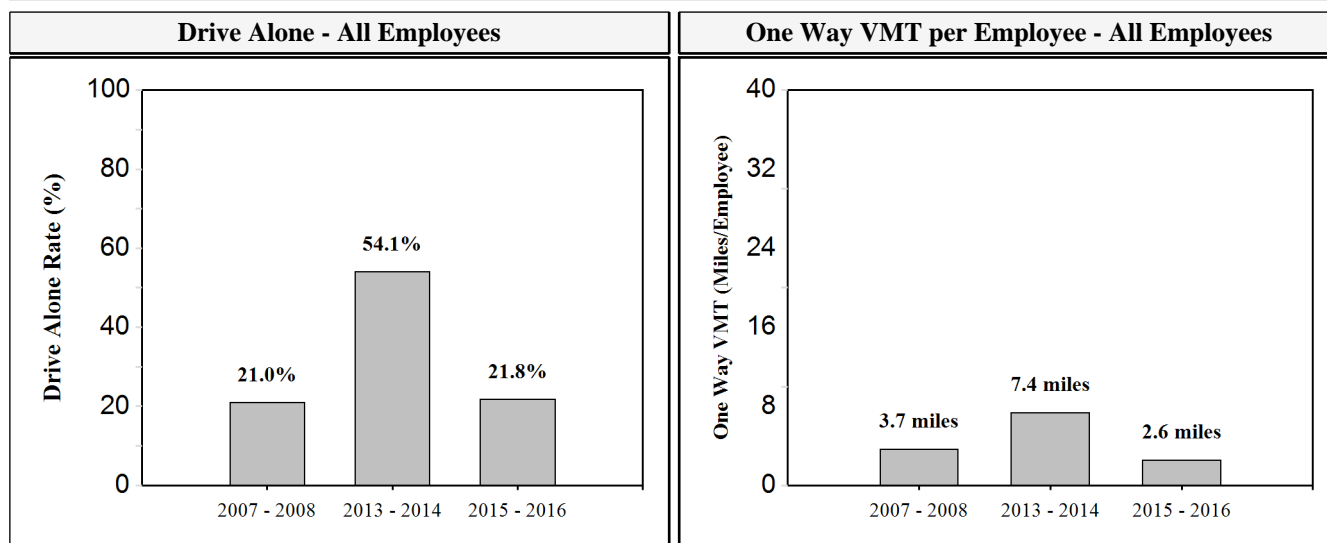 Drive Alone - All Employees
One Way VMT per Employee - All Employees
Drive Alone Rate (%)
100
80
60
40
20
0
21.0%
54.1%
21.8%
2007 - 2008
2013 - 2014
2015 - 2016
One Way VMT (Miles/Employee)
40
32
24
16
8
0
3.7 miles
7.4 miles
2.6 miles
2007 - 2008
2013 - 2014
2015 - 2016